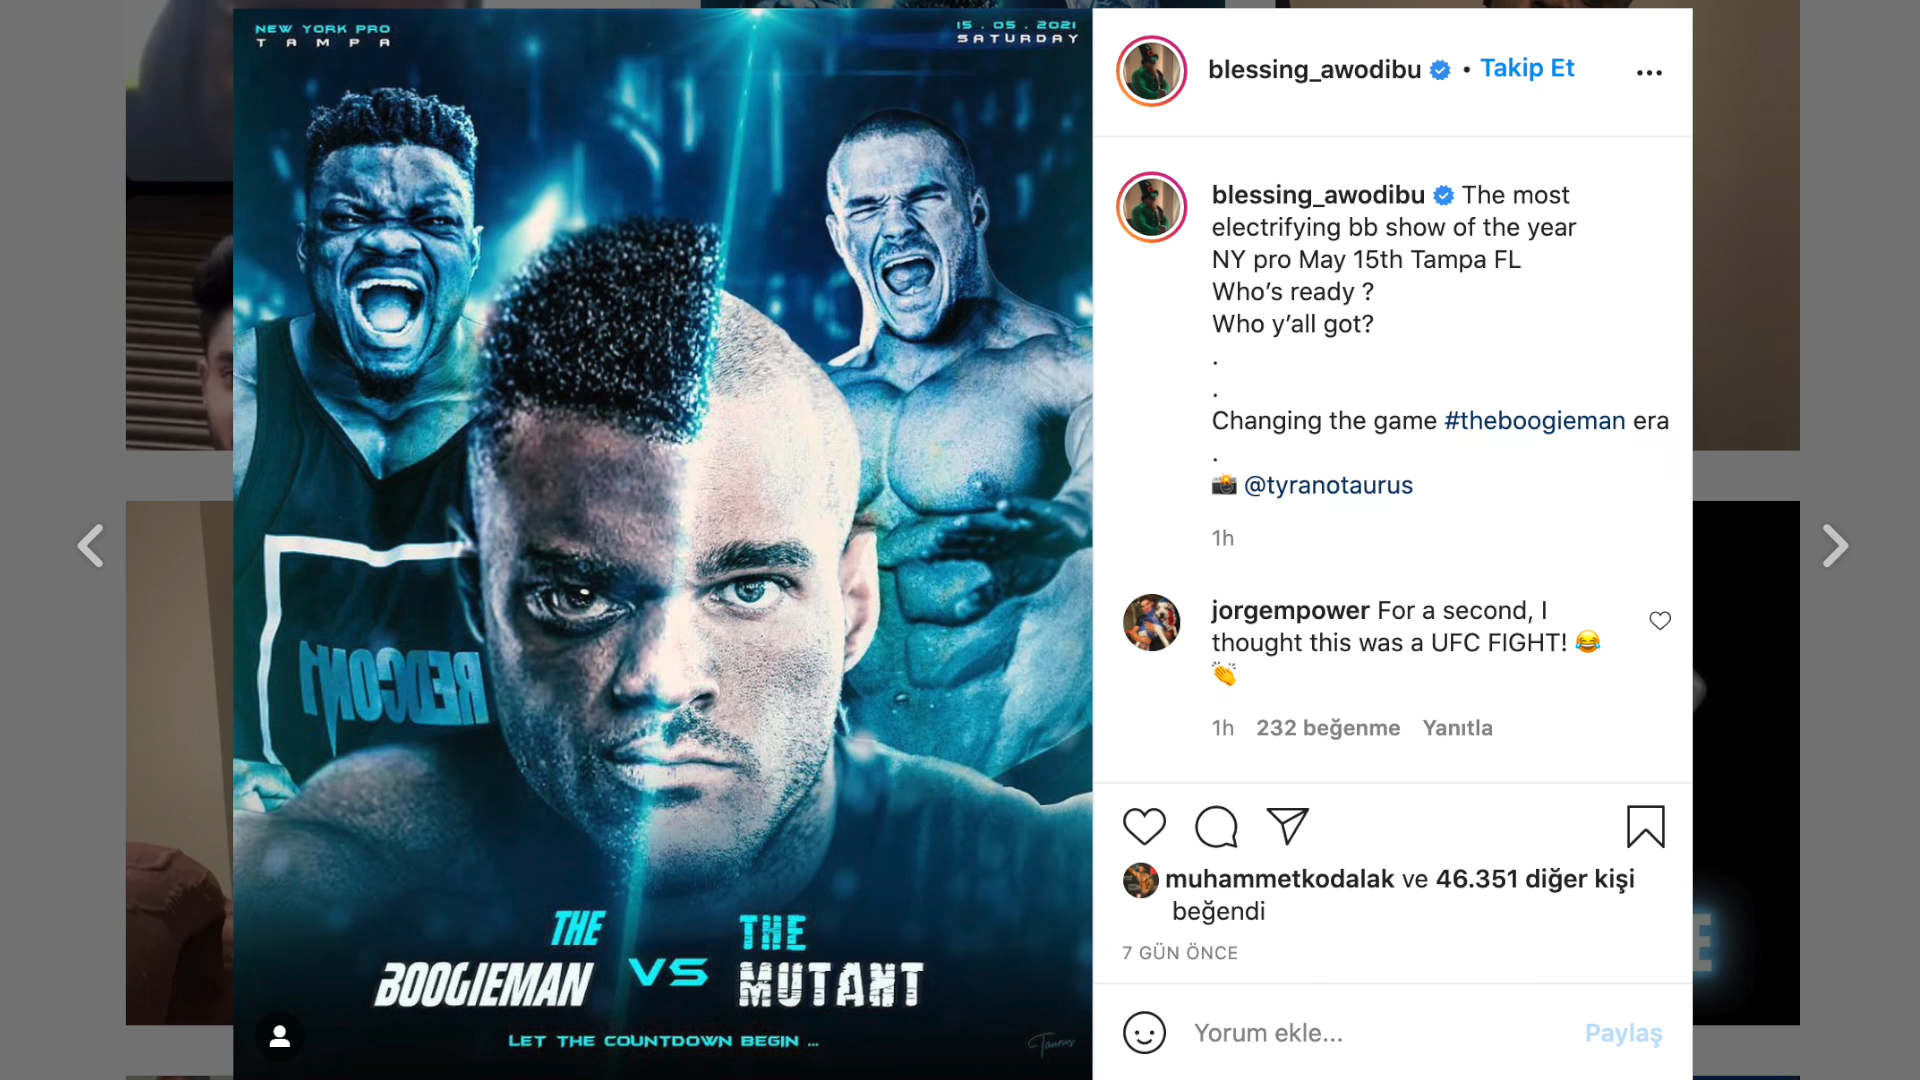 NEW YORK PRO
TAMPA
15 . 05 . 2021
SATURDAY
REDCON1
THE
BOOGIEMAN
VS
THE
MUTANT
LET THE COUNTDOWN BEGIN ...
Taurus
blessing_awodibu • Takip Et
blessing_awodibu The most
electrifying bb show of the year
NY pro May 15th Tampa FL
Who’s ready ?
Who y’all got?
.
.
Changing the game #theboogieman era
.
📸 @tyranotaurus
1h
jorgempower For a second, I
thought this was a UFC FIGHT! 😂
👏
1h 232 beğenme Yanıtla
muhammetkodalak ve 46.351 diğer kişi
beğendi
7 GÜN ÖNCE
Yorum ekle... Paylaş
E